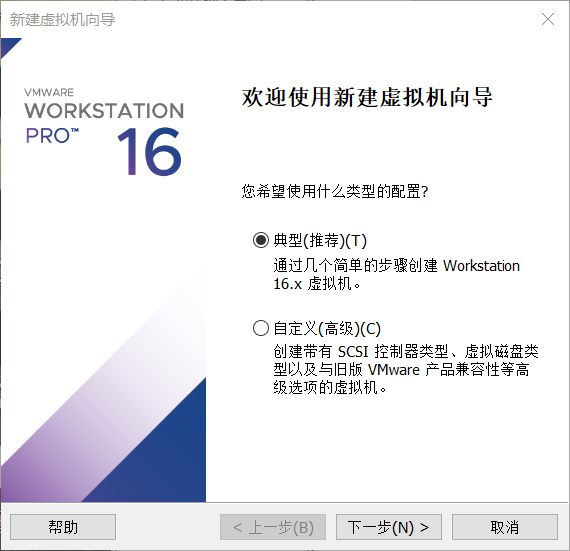 新建虚拟机向导
VMWARE
WORKSTATION
PRO™ 16
欢迎使用新建虚拟机向导
您希望使用什么类型的配置?
典型(推荐)(T)
通过几个简单的步骤创建 Workstation
16.x 虚拟机。
自定义(高级)(C)
创建带有 SCSI 控制器类型、虚拟磁盘类
型以及与旧版 VMware 产品兼容性等高
级选项的虚拟机。
帮助
< 上一步(B)
下一步(N) >
取消